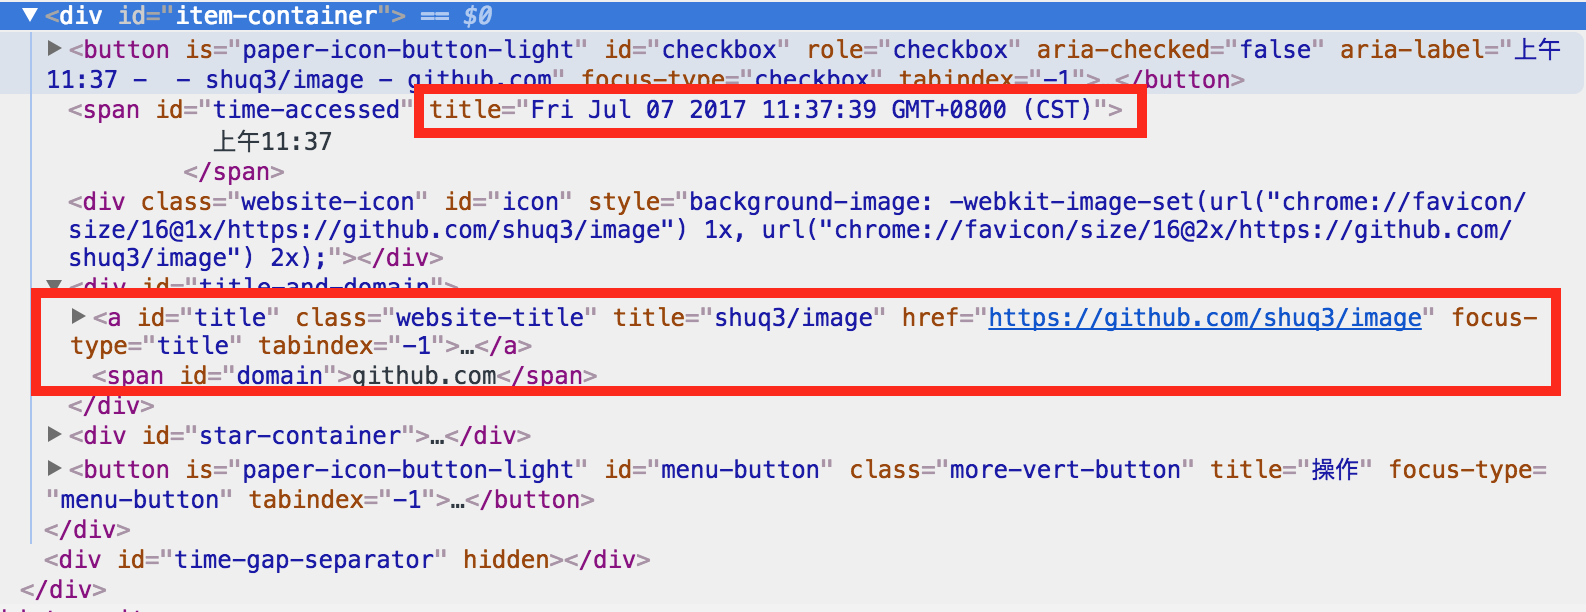 ▼<div id="item-container"> == $0
▶<button is="paper-icon-button-light" id="checkbox" role="checkbox" aria-checked="false" aria-label="上午
11:37 -  - shuq3/image - github.com" focus-type="checkbox" tabindex="-1"> </button>
<span id="time-accessed" title="Fri Jul 07 2017 11:37:39 GMT+0800 (CST)">
上午11:37
</span>
<div class="website-icon" id="icon" style="background-image: -webkit-image-set(url("chrome://favicon/
size/16@1x/https://github.com/shuq3/image") 1x, url("chrome://favicon/size/16@2x/https://github.com/
shuq3/image") 2x);"></div>
▼<div id="title-and-domain">
▶<a id="title" class="website-title" title="shuq3/image" href="https://github.com/shuq3/image" focus-
type="title" tabindex="-1">…</a>
<span id="domain">github.com</span>
</div>
▶<div id="star-container">…</div>
▶<button is="paper-icon-button-light" id="menu-button" class="more-vert-button" title="操作" focus-type=
"menu-button" tabindex="-1">…</button>
</div>
<div id="time-gap-separator" hidden></div>
</div>